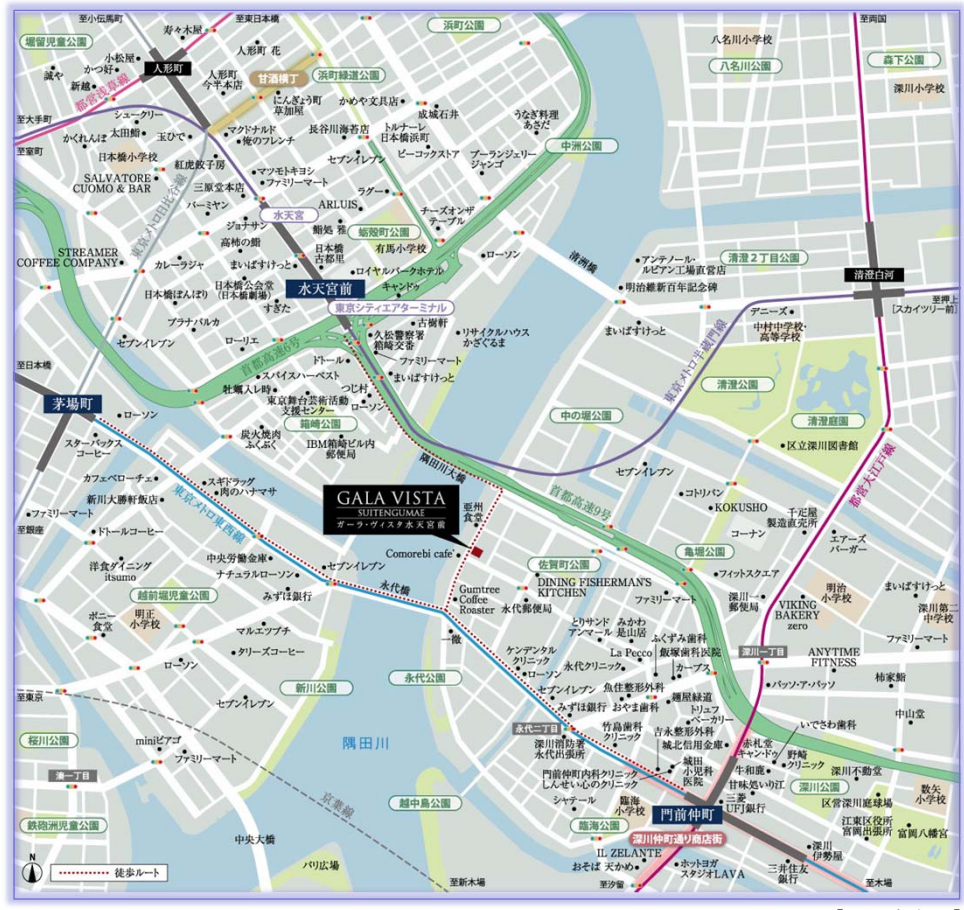 至小伝馬町
寿々木屋
至東日本橋
浜町公園
至両国
堀留児童公園
小松屋
かつ好
誠や
新越
人形町
人形町 花
人形町
今半本店
甘酒横丁
浜町緑道公園
八名川小学校
八名川公園
森下公園
深川小学校
都営浅草線
にんぎょう町
草加屋
かめや文具店
成城石井
うなぎ料理
あさだ
至大手町
シュークリー
太田鮨
玉ひで
かくれんぼ
マクドナルド
俺のフレンチ
長谷川海苔店
トルナーレ
日本橋浜町
中洲公園
至室町
日本橋小学校
紅虎餃子房
セブンイレブン
ピーコックストア
ブーランジェリー
ジャンゴ
SALVATORE
CUOMO & BAR
三原堂本店
マツモトキヨシ
ファミリーマート
ラグー
東京メトロ日比谷線
バーミヤン
水天宮
ARLUIS
鮨処 雅
蛎殻町公園
チーズオンザ
テーブル
ジョナサン
高柿の鮨
日本橋
古都里
有馬小学校
STREAMER
COFFEE COMPANY
カレーラジャ
まいばすけっと
ロイヤルパークホテル
ローソン
清洲橋
アンテノール・
ルビアン工場直営店
清澄2丁目公園
清澄白河
日本橋ぼんぼり
日本橋公会堂
(日本橋劇場)
すぎた
水天宮前
キャンドゥ
明治維新百年記念碑
至押上
[スカイツリー前]
プラナバルカ
東京シティエアターミナル
古樹軒
まいばすけっと
デニーズ
中村中学校・
高等学校
セブンイレブン
ローリエ
首都高速6号
久松警察署
箱崎交番
リサイクルハウス
かざぐるま
東京メトロ半蔵門線
至日本橋
ドトール
ファミリーマート
スパイスハーベスト
まいばすけっと
清澄公園
茅場町
牡蠣入レ時
つじ村
東京舞台芸術活動
支援センター
ローソン
中の堀公園
清澄庭園
ローソン
箱崎公園
スターバックス
コーヒー
炭火焼肉
ふくぶく
IBM箱崎ビル内
郵便局
区立深川図書館
都営大江戸線
カフェベローチェ
スギドラッグ
肉のハナマサ
隅田川大橋
セブンイレブン
新川大勝軒飯店
GALA VISTA
SUITENGUMAE
ガーラ・ヴィスタ水天宮前
首都高速9号
コトリパン
ファミリーマート
東京メトロ東西線
亜州
食堂
KOKUSHO
千疋屋
製造直売所
至銀座
ドトールコーヒー
コーナン
エアーズ
バーガー
洋食ダイニング
itsumo
中央労働金庫
セブンイレブン
Comorebi cafe'
佐賀町公園
亀堀公園
ナチュラルローソン
DINING FISHERMAN'S
KITCHEN
フィットスクエア
越前堀児童公園
みずほ銀行
永代橋
Gumtree
Coffee
Roaster
永代郵便局
ファミリーマート
深川一
郵便局
VIKING
BAKERY
zero
明治
小学校
まいばすけっと
ポニー
食堂
明正
小学校
深川第二
中学校
マルエツプチ
一徹
とりサンド
アンマール
みかわ
是山居
ふくずみ歯科
ファミリーマート
タリーズコーヒー
ケンデンタル
クリニック
La Pecco
飯塚歯科医院
深川一丁目
ANYTIME
FITNESS
ローソン
永代公園
ローソン
永代クリニック
カーブス
パッソ・ア・パッソ
柿家鮨
至東京
新川公園
セブンイレブン
魚住整形外科
麺屋緑道
セブンイレブン
みずほ銀行
おやま歯科
トリュフ
ベーカリー
中山堂
桜川公園
miniピアゴ
隅田川
永代二丁目
竹島歯科
クリニック
吉永整形外科
いでさわ歯科
ファミリーマート
深川消防署
永代出張所
城北信用金庫
赤札堂
キャンドゥ
野崎
クリニック
湊一丁目
門前仲町内科クリニック
しんせい心のクリニック
城田
小児科
医院
牛和鹿
甘味処いり江
深川不動堂
京葉線
越中島公園
シャテール
臨海
小学校
三菱
UFJ銀行
深川公園
区営深川庭球場
数矢
小学校
鉄砲洲児童公園
臨海公園
門前仲町
江東区役所
富岡出張所
中央大橋
深川仲町通り商店街
深川
伊勢屋
富岡八幡宮
パリ広場
IL ZELANTE
おそば 天かめ
ホットヨガ
スタジオLAVA
三井住友
銀行
N
徒歩ルート
至新木場
至汐留
至木場